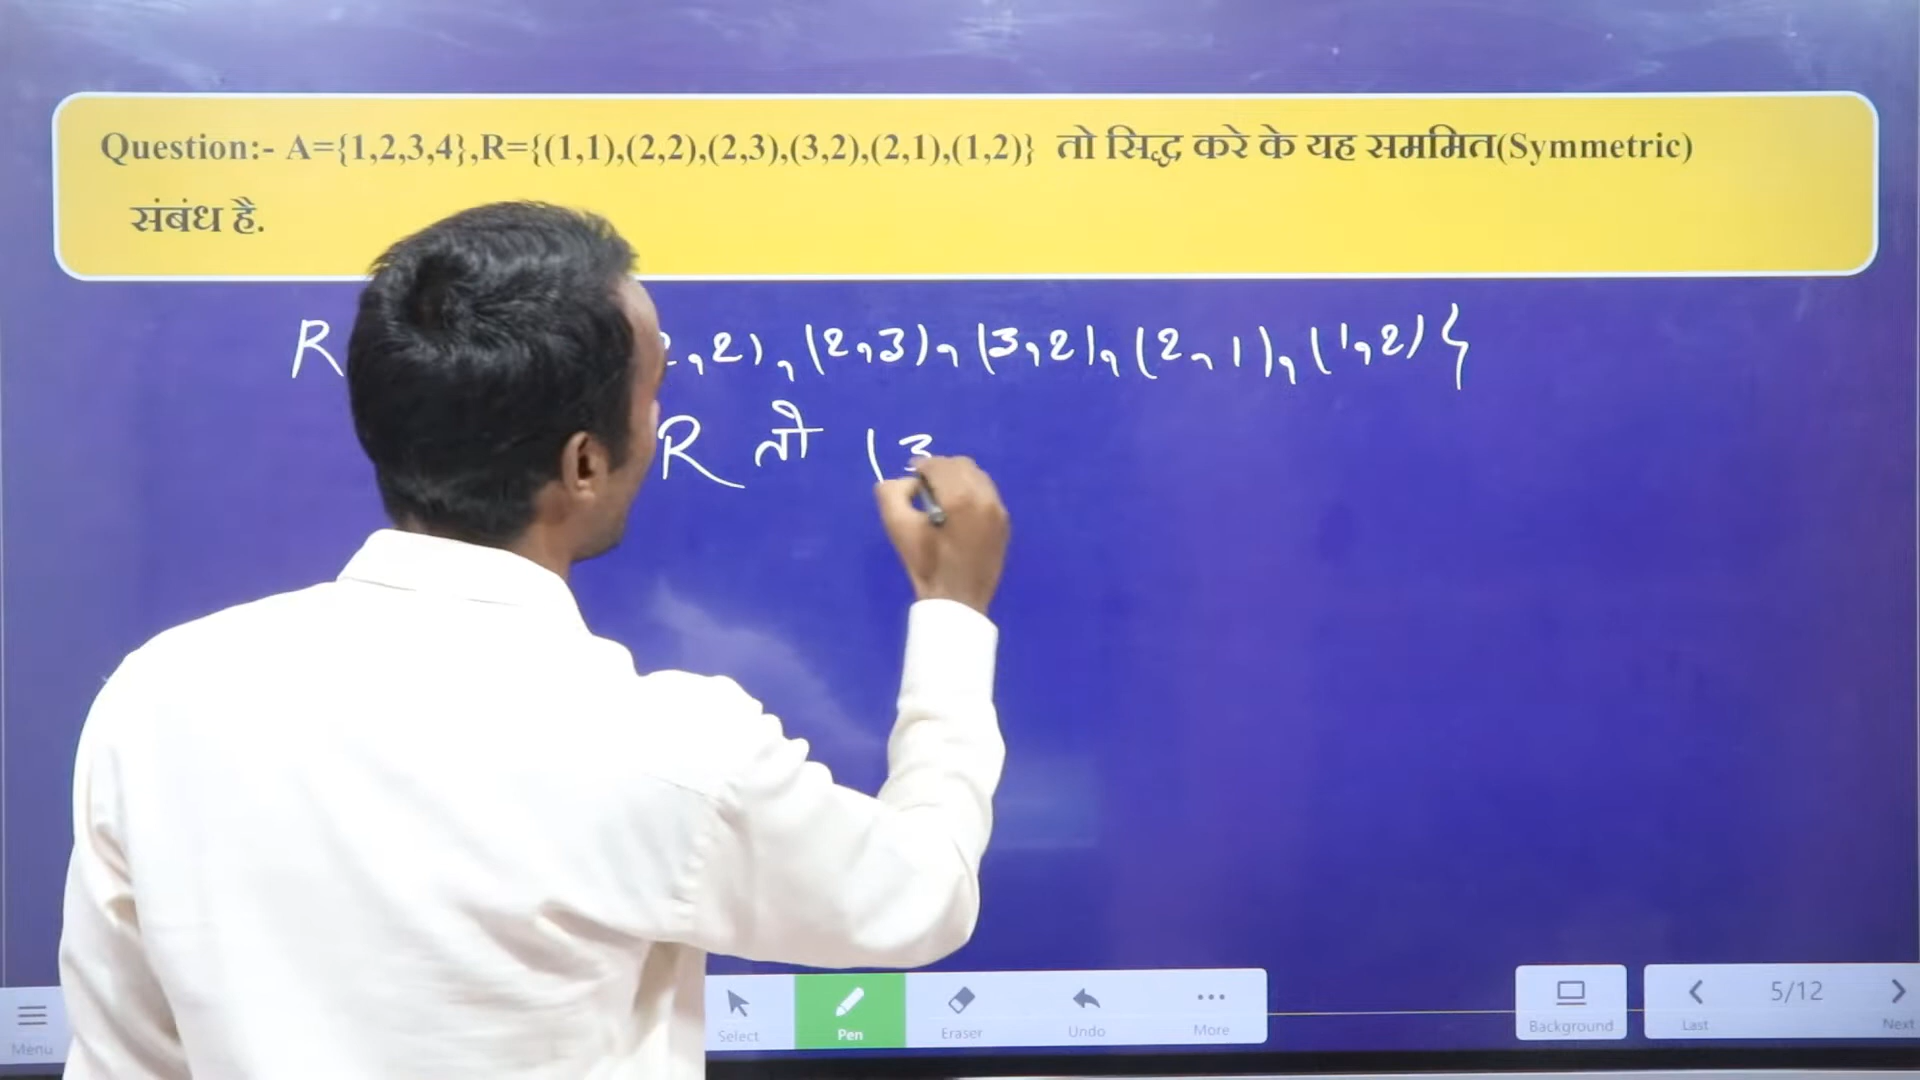 Question:- A={1,2,3,4},R={(1,1),(2,2),(2,3),(3,2),(2,1),(1,2)} तो सिद्ध करे के यह सममित(Symmetric)
संबंध है.
R ,2),(2,3),(3,2),(2,1),(1,2)}
R तो (3
Menu
Select
Pen
Eraser
Undo
More
Background
Last
5/12
Next